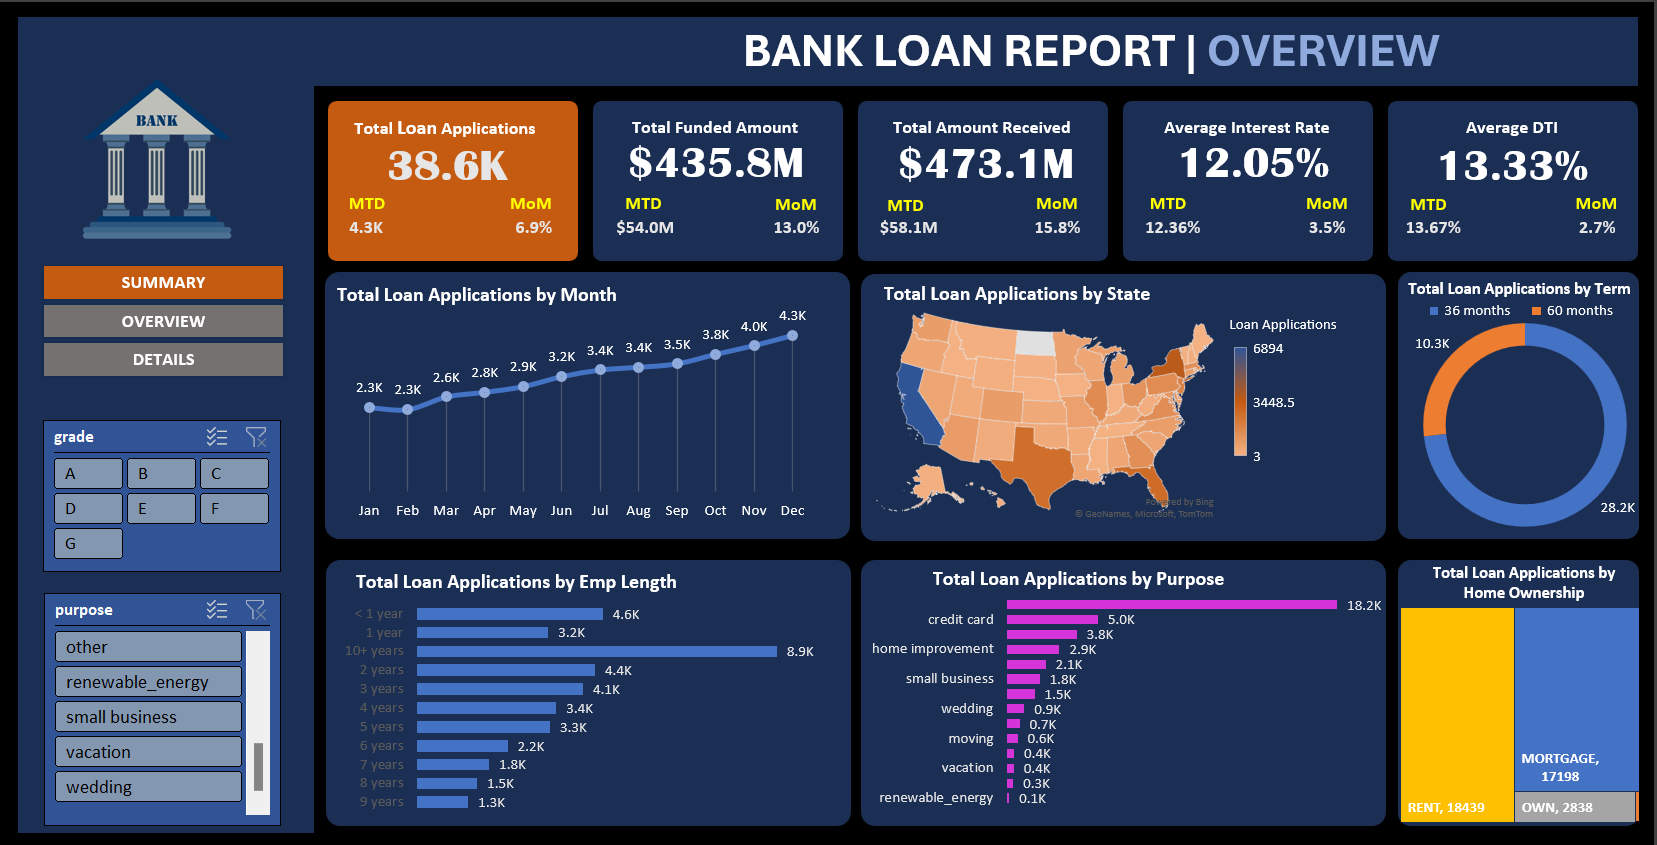 BANK LOAN REPORT | OVERVIEW
BANK
SUMMARY
OVERVIEW
DETAILS
grade
A B C
D E F
G
purpose
other
renewable_energy
small business
vacation
wedding
Total Loan Applications
38.6K
MTD MoM
4.3K 6.9%
Total Funded Amount
$435.8M
MTD MoM
$54.0M 13.0%
Total Amount Received
$473.1M
MTD MoM
$58.1M 15.8%
Average Interest Rate
12.05%
MTD MoM
12.36% 3.5%
Average DTI
13.33%
MTD MoM
13.67% 2.7%
Total Loan Applications by Month
2.3K 2.3K 2.6K 2.8K 2.9K 3.2K 3.4K 3.4K 3.5K 3.8K 4.0K 4.3K
Jan Feb Mar Apr May Jun Jul Aug Sep Oct Nov Dec
Total Loan Applications by State
Loan Applications
6894
3448.5
3
Powered by Bing
© GeoNames, Microsoft, TomTom
Total Loan Applications by Term
36 months 60 months
10.3K
28.2K
Total Loan Applications by Emp Length
< 1 year 4.6K
1 year 3.2K
10+ years 8.9K
2 years 4.4K
3 years 4.1K
4 years 3.4K
5 years 3.3K
6 years 2.2K
7 years 1.8K
8 years 1.5K
9 years 1.3K
Total Loan Applications by Purpose
18.2K
credit card 5.0K
3.8K
home improvement 2.9K
2.1K
small business 1.8K
1.5K
wedding 0.9K
0.7K
moving 0.6K
0.4K
vacation 0.4K
0.3K
renewable_energy 0.1K
Total Loan Applications by
Home Ownership
RENT, 18439
MORTGAGE,
17198
OWN, 2838